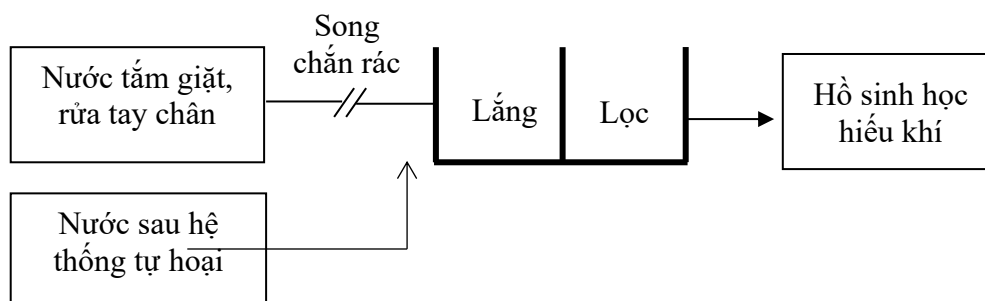 Song
chắn rác
Nước tắm giặt,
rửa tay chân
Lắng
Lọc
Hồ sinh học
hiếu khí
Nước sau hệ
thống tự hoại